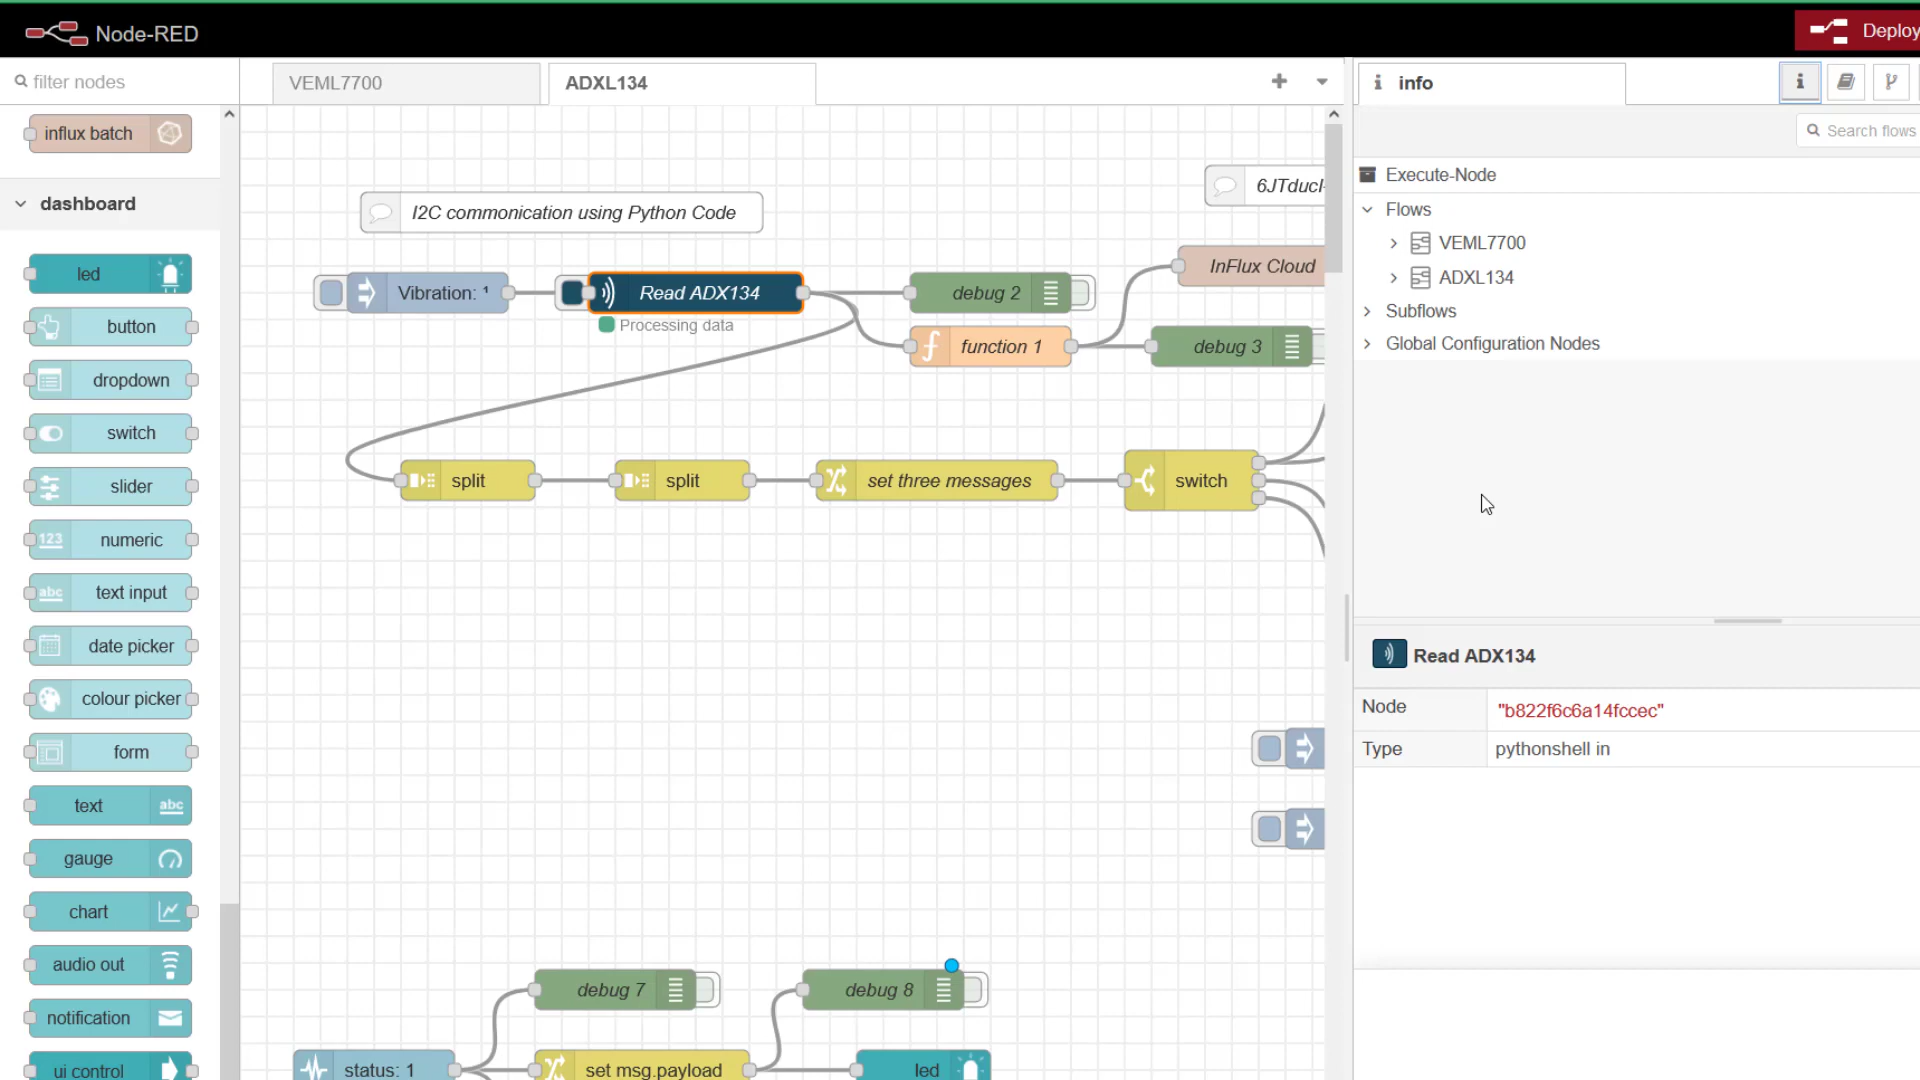 Node-RED
Deploy
filter nodes
VEML7700
ADXL134
info
Search flows
influx batch
dashboard
led
button
dropdown
switch
slider
123
numeric
abc
text input
date picker
colour picker
form
text
abc
gauge
chart
audio out
notification
ui control
I2C commonication using Python Code
6JTducI-
Vibration: ¹
Read ADX134
Processing data
debug 2
InFlux Cloud
function 1
debug 3
split
split
set three messages
switch
debug 7
debug 8
status: 1
set msg.payload
led
Execute-Node
Flows
VEML7700
ADXL134
Subflows
Global Configuration Nodes
Read ADX134
Node
"b822f6c6a14fccec"
Type
pythonshell in